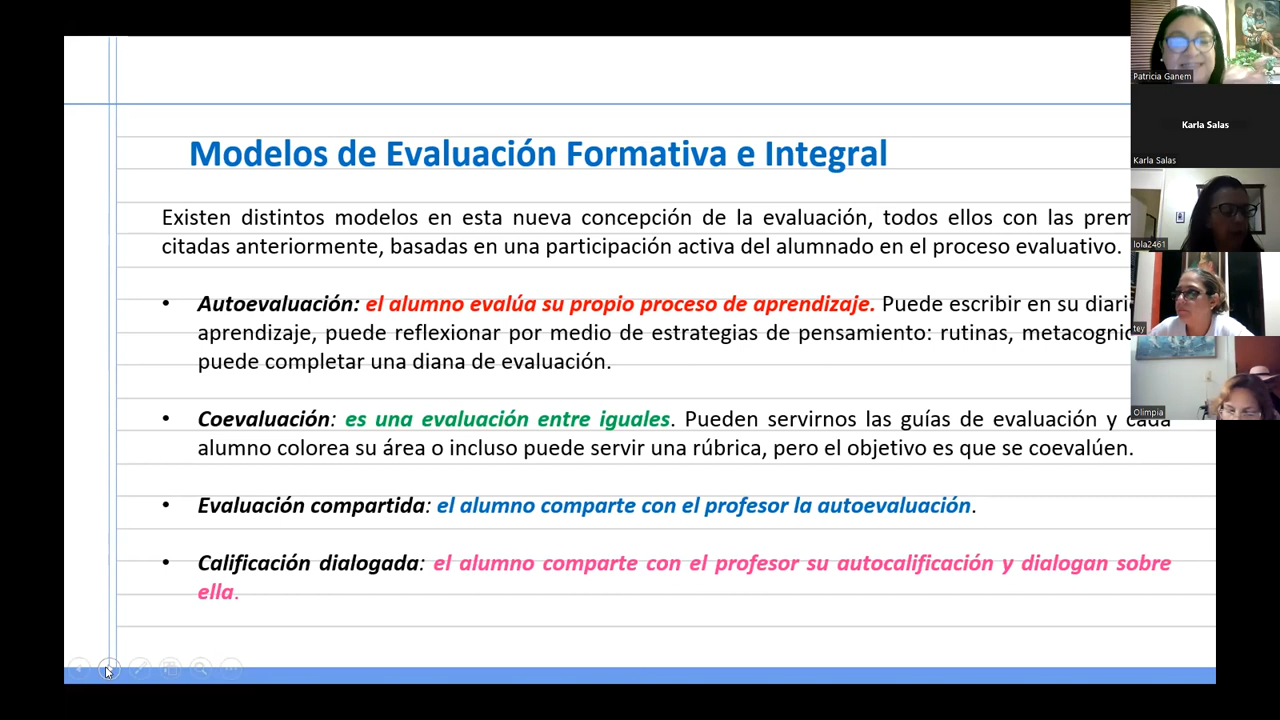 Modelos de Evaluación Formativa e Integral
Existen distintos modelos en esta nueva concepción de la evaluación, todos ellos con las
citadas anteriormente, basadas en una participación activa del alumnado en el proceso evaluativo.
• Autoevaluación: el alumno evalúa su propio proceso de aprendizaje. Puede escribir en su
aprendizaje, puede reflexionar por medio de estrategias de pensamiento: rutinas,
puede completar una diana de evaluación.
• Coevaluación: es una evaluación entre iguales. Pueden servirnos las guías de evaluación y cada
alumno colorea su área o incluso puede servir una rúbrica, pero el objetivo es que se coevalúen.
• Evaluación compartida: el alumno comparte con el profesor la autoevaluación.
• Calificación dialogada: el alumno comparte con el profesor su autocalificación y dialogan sobre
ella.
Patricia Ganem
Karla Salas
Karla Salas
lola2461
tey
Olimpia